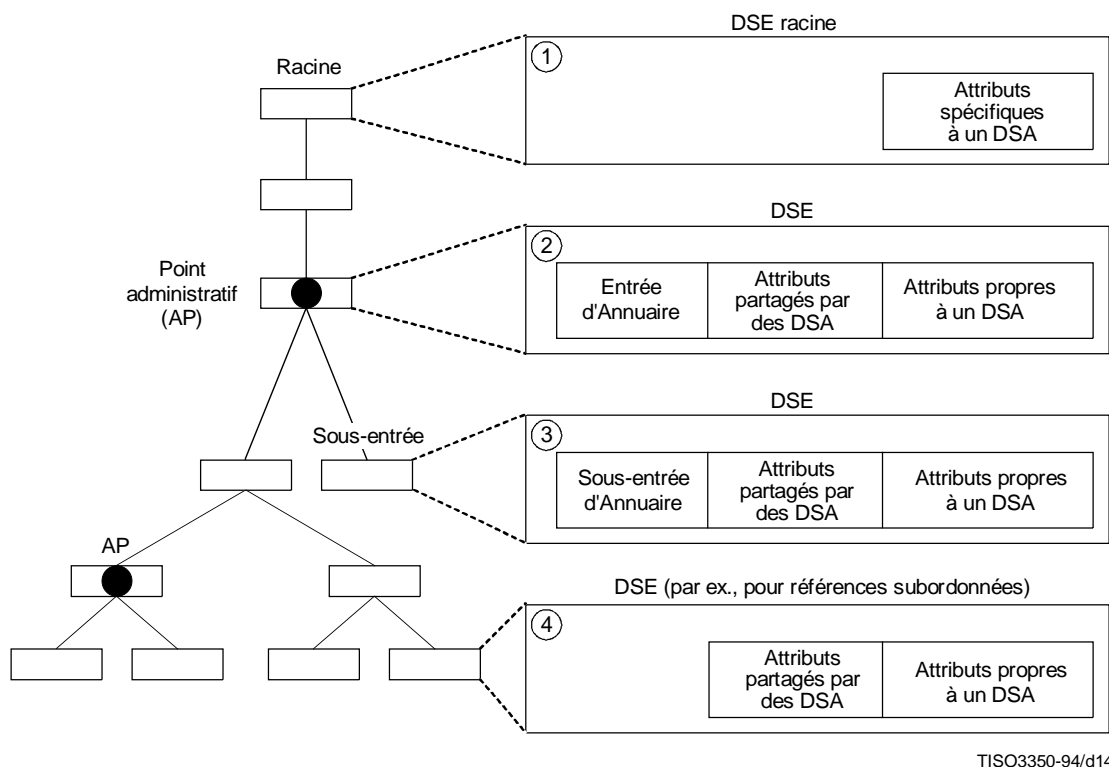 DSE racine
1
Racine
Attributs
spécifiques
à un DSA
DSE
2
Point
administratif
(AP)
Entrée
d'Annuaire
Attributs
partagés par
des DSA
Attributs propres
à un DSA
DSE
3
Sous-entrée
Sous-entrée
d'Annuaire
Attributs
partagés par
des DSA
Attributs propres
à un DSA
AP
DSE (par ex., pour références subordonnées)
4
Attributs
partagés par
des DSA
Attributs propres
à un DSA
TISO3350-94/d14